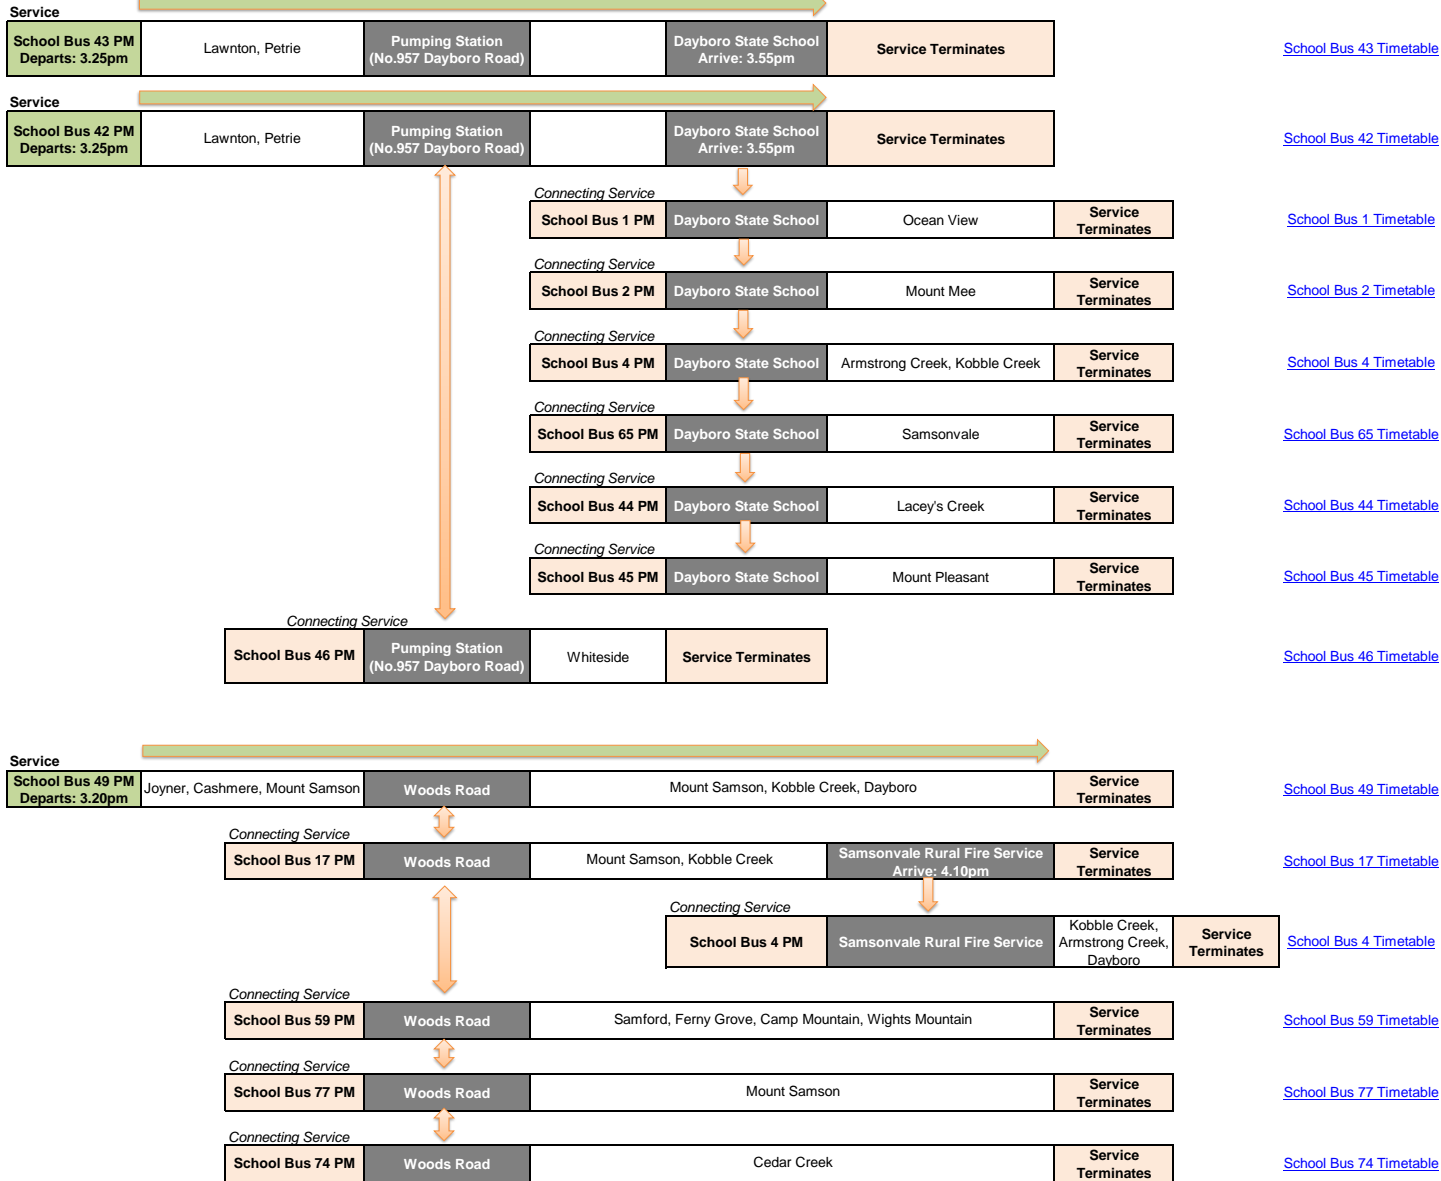 Service
School Bus 43 PM
Departs: 3.25pm
Lawnton, Petrie
Pumping Station
(No.957 Dayboro Road)
Dayboro State School
Arrive: 3.55pm
Service Terminates
School Bus 43 Timetable
Service
School Bus 42 PM
Departs: 3.25pm
Lawnton, Petrie
Pumping Station
(No.957 Dayboro Road)
Dayboro State School
Arrive: 3.55pm
Service Terminates
School Bus 42 Timetable
Connecting Service
School Bus 1 PM
Dayboro State School
Ocean View
Service
Terminates
School Bus 1 Timetable
Connecting Service
School Bus 2 PM
Dayboro State School
Mount Mee
Service
Terminates
School Bus 2 Timetable
Connecting Service
School Bus 4 PM
Dayboro State School
Armstrong Creek, Kobble Creek
Service
Terminates
School Bus 4 Timetable
Connecting Service
School Bus 65 PM
Dayboro State School
Samsonvale
Service
Terminates
School Bus 65 Timetable
Connecting Service
School Bus 44 PM
Dayboro State School
Lacey's Creek
Service
Terminates
School Bus 44 Timetable
Connecting Service
School Bus 45 PM
Dayboro State School
Mount Pleasant
Service
Terminates
School Bus 45 Timetable
Connecting Service
School Bus 46 PM
Pumping Station
(No.957 Dayboro Road)
Whiteside
Service Terminates
School Bus 46 Timetable
Service
School Bus 49 PM
Departs: 3.20pm
Joyner, Cashmere, Mount Samson
Woods Road
Mount Samson, Kobble Creek, Dayboro
Service
Terminates
School Bus 49 Timetable
Connecting Service
School Bus 17 PM
Woods Road
Mount Samson, Kobble Creek
Samsonvale Rural Fire Service
Arrive: 4.10pm
Service
Terminates
School Bus 17 Timetable
Connecting Service
School Bus 4 PM
Samsonvale Rural Fire Service
Kobble Creek,
Armstrong Creek,
Dayboro
Service
Terminates
School Bus 4 Timetable
Connecting Service
School Bus 59 PM
Woods Road
Samford, Ferny Grove, Camp Mountain, Wights Mountain
Service
Terminates
School Bus 59 Timetable
Connecting Service
School Bus 77 PM
Woods Road
Mount Samson
Service
Terminates
School Bus 77 Timetable
Connecting Service
School Bus 74 PM
Woods Road
Cedar Creek
Service
Terminates
School Bus 74 Timetable